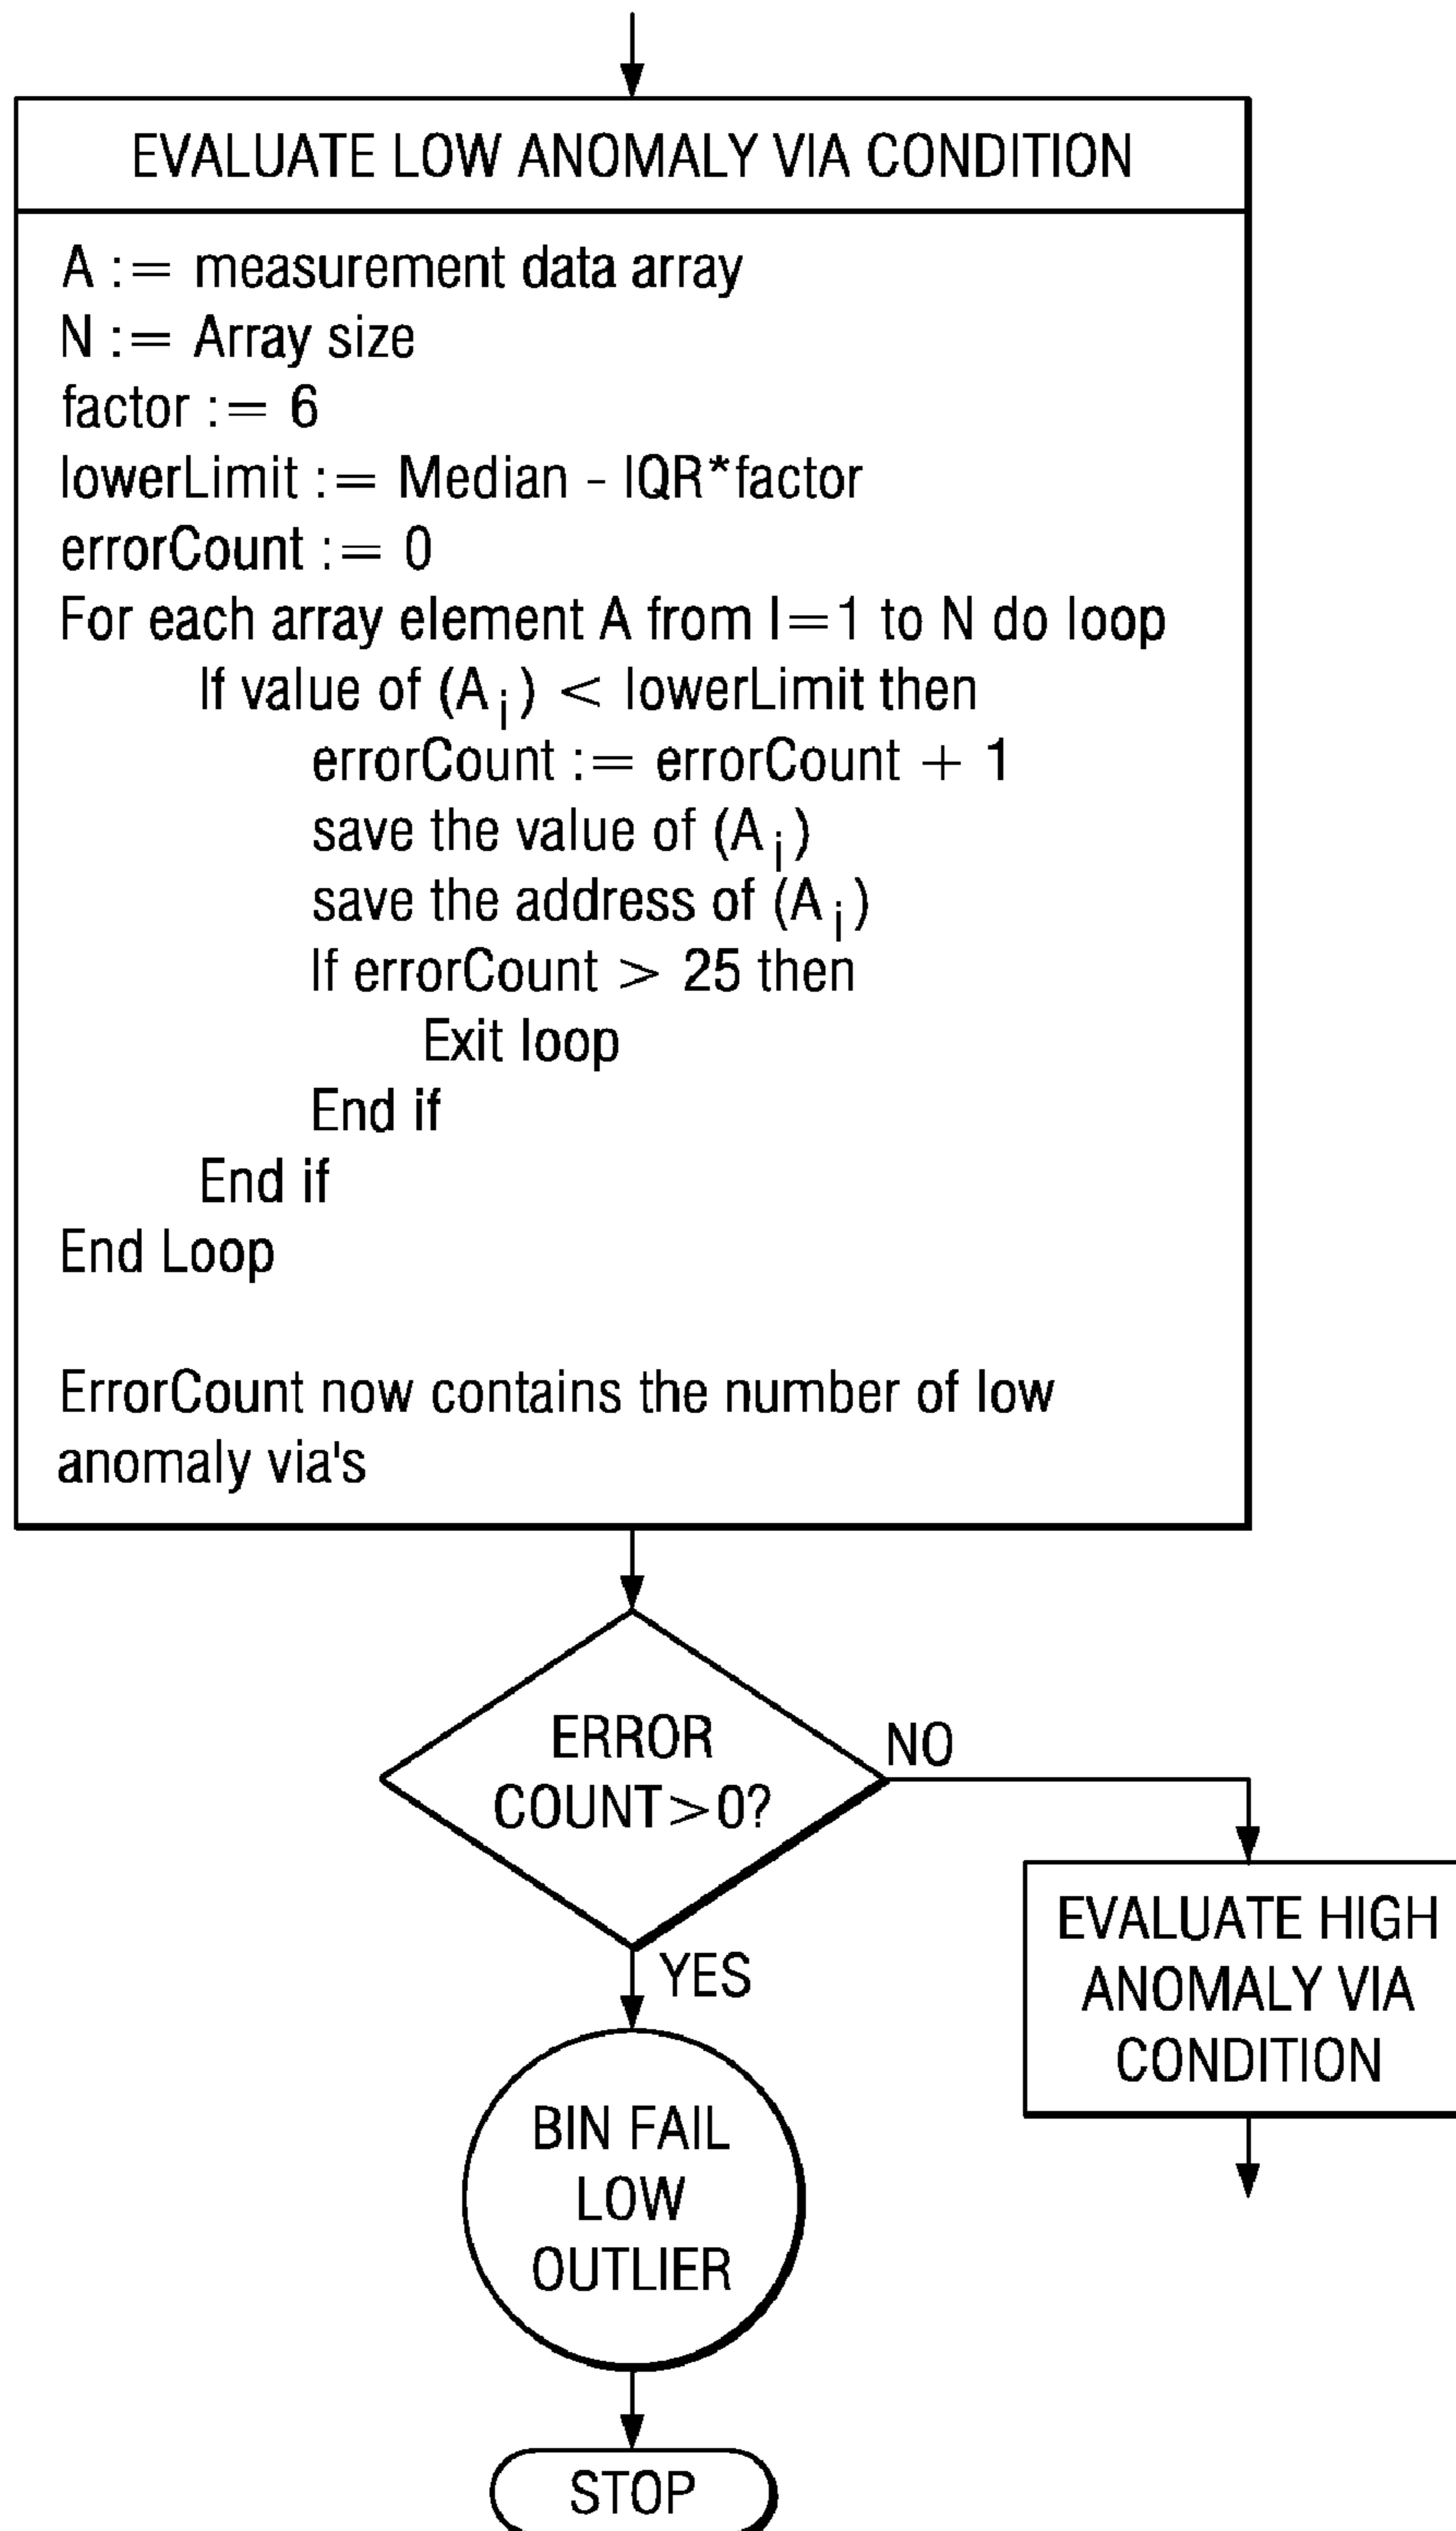 EVALUATE LOW ANOMALY VIA CONDITION
A := measurement data array
N := Array size
factor := 6
lowerLimit := Median - IQR*factor
errorCount := 0
For each array element A from I=1 to N do loop
If value of (A i) < lowerLimit then
errorCount := errorCount + 1
save the value of (A i)
save the address of (A i)
If errorCount > 25 then
Exit loop
End if
End if
End Loop
ErrorCount now contains the number of low
anomaly via's
ERROR
COUNT>0?
NO
YES
EVALUATE HIGH
ANOMALY VIA
CONDITION
BIN FAIL
LOW
OUTLIER
STOP